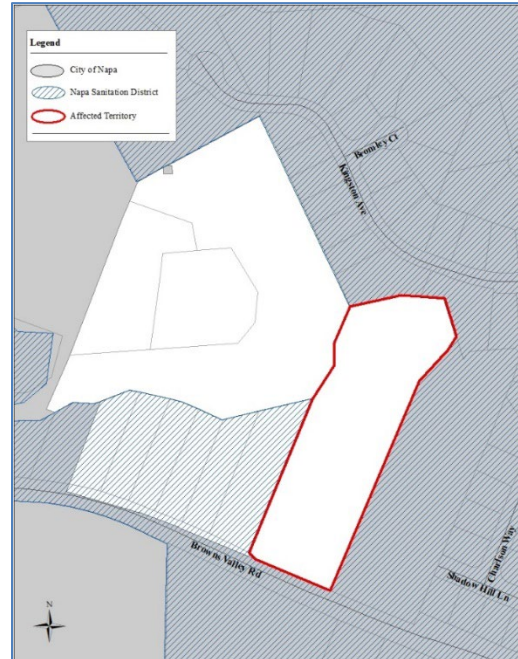 Legend
City of Napa
Napa Sanitation District
Affected Territory
Bromley Ct
Kingston Ave
Browns Valley Rd
Charlson Way
Shadow Hill Ln
N